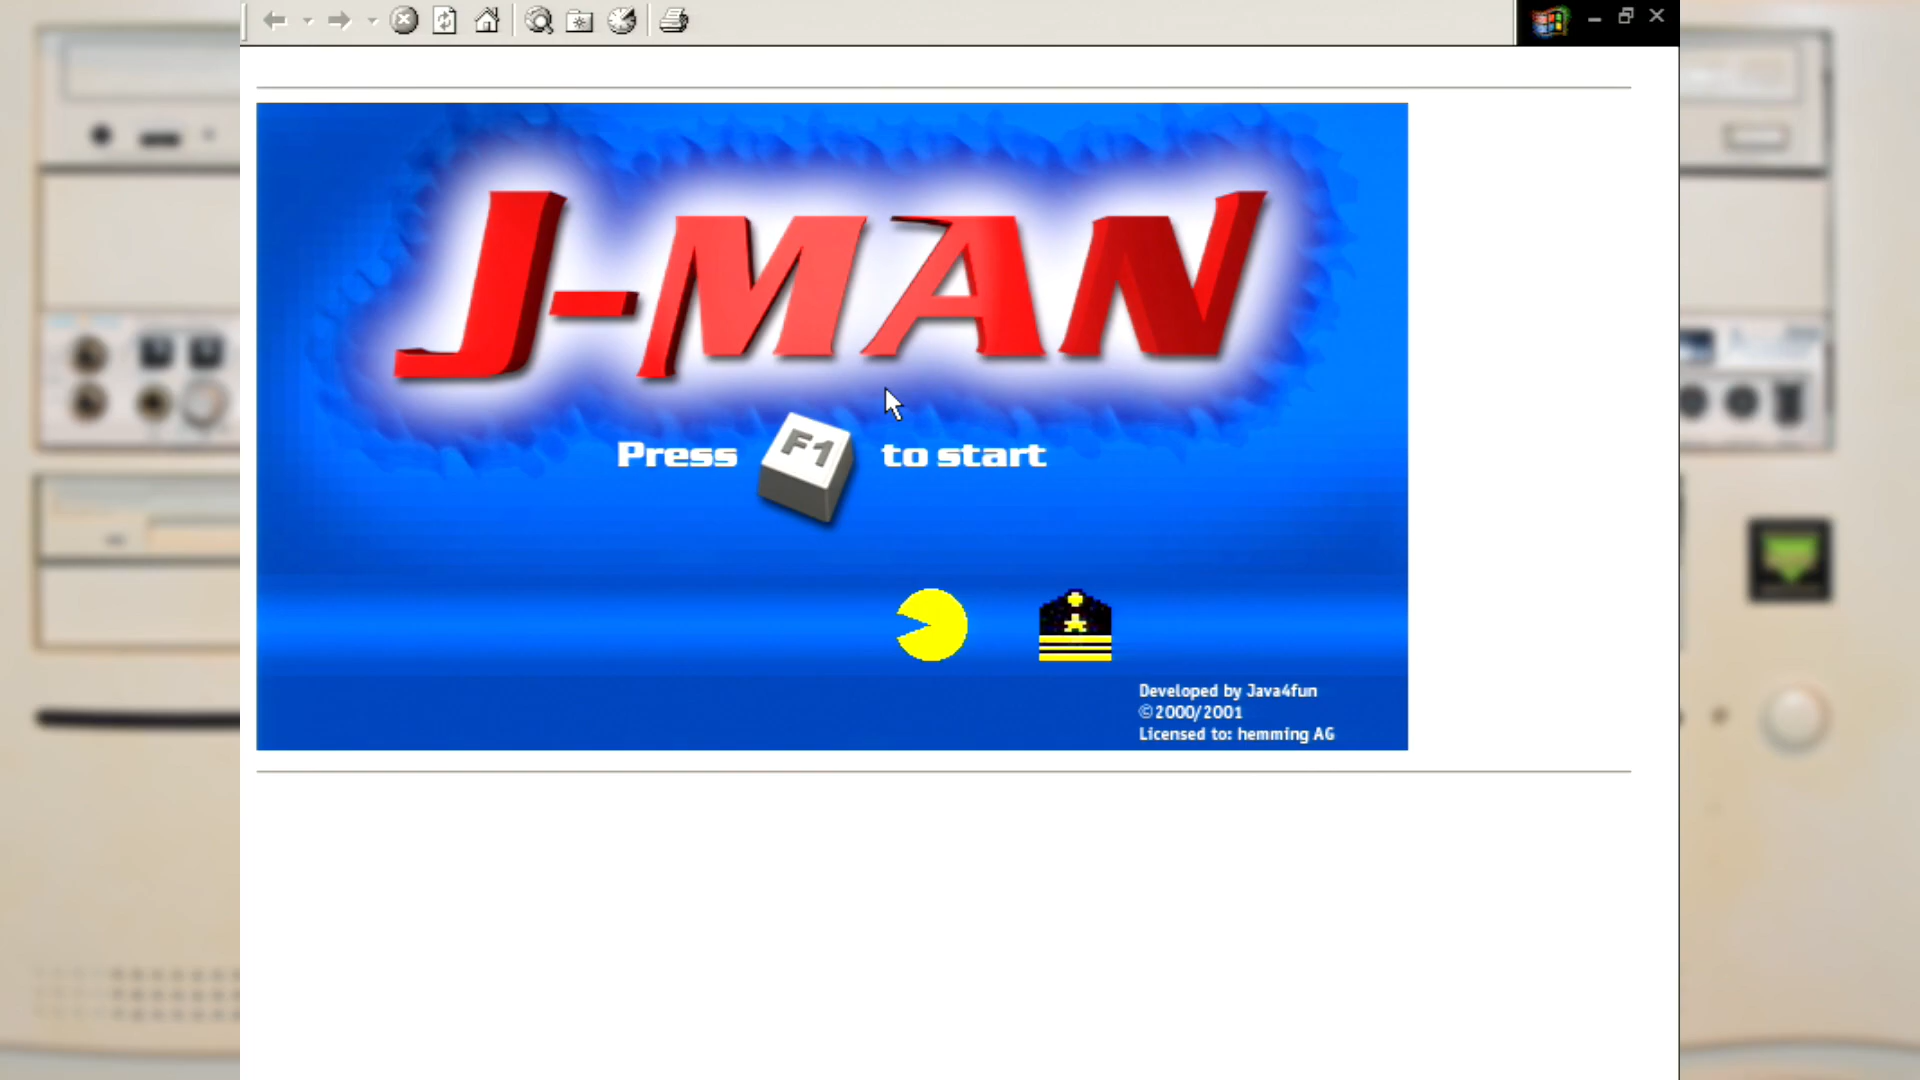 J-MAN
Press F1 to start
Developed by Java4fun
©2000/2001
Licensed to: hemming AG